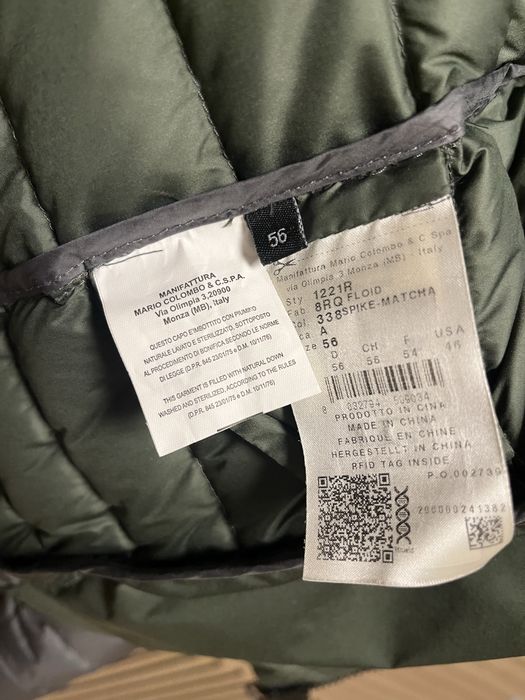 56
MANIFATTURA
MARIO COLOMBO & C.S.P.A.
Via Olimpia 3,20900
Monza (MB), Italy
QUESTO CAPO E'IMBOTTITO CON PIUMINO
NATURALE LAVATO E STERILIZZATO, SOTTOPOSTO
AL PROCEDIMENTO DI BONIFICA SECONDO LE NORME
DI LEGGE (D.P.R. 845 23/01/75 e D.M. 10/11/76)
THIS GARMENT IS FILLED WITH NATURAL DOWN
WASHED AND STERILIZED, ACCORDING TO THE RULES
(D.P.R. 845 23/01/75 e D.M. 10/11/76)
Manifattura Mario Colombo & C Spa
via Olimpia 3 Monza (MB) - Italy
Sty 1221R
Fab. 8RQ FLOID
338SPIKE-MATCHA
A
56
D CH USA
56 56 54 46
8 032794
PRODOTTO IN CINA
MADE IN CHINA
FABRIQUE EN CHINE
HERGESTELLT IN CHINA
RFID TAG INSIDE
P.O.002739
200000241382